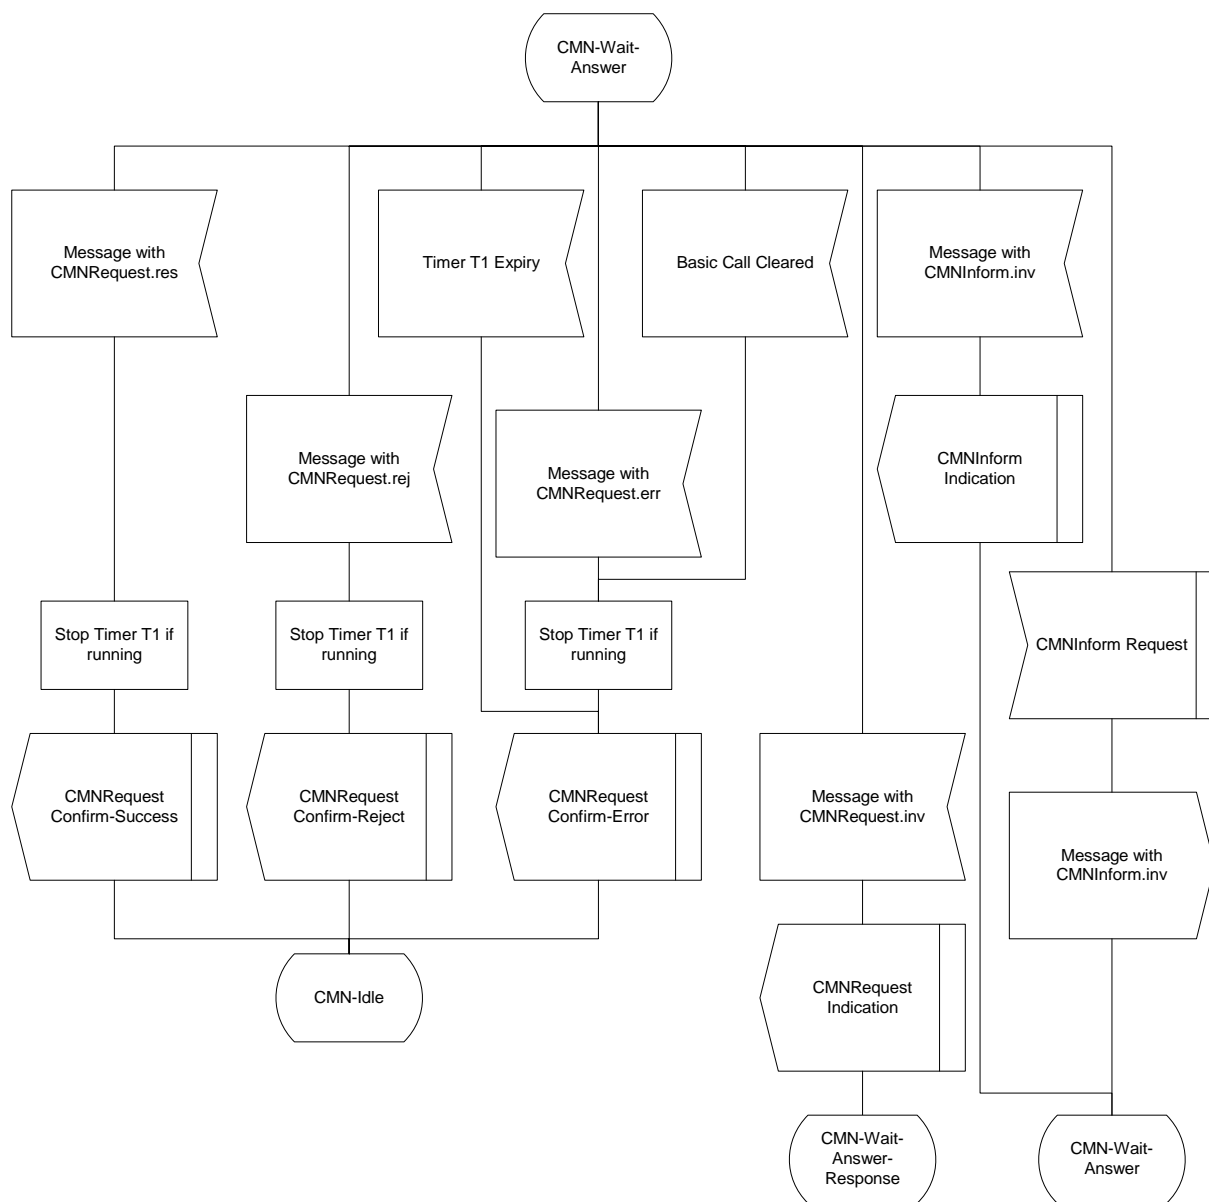 CMN-Wait-
Answer
Message with
CMNRequest.res
Timer T1 Expiry
Basic Call Cleared
Message with
CMNInform.inv
Message with
CMNRequest.rej
Message with
CMNRequest.err
CMNInform
Indication
Stop Timer T1 if
running
Stop Timer T1 if
running
Stop Timer T1 if
running
CMNInform Request
CMNRequest
Confirm-Success
CMNRequest
Confirm-Reject
CMNRequest
Confirm-Error
Message with
CMNRequest.inv
Message with
CMNInform.inv
CMN-Idle
CMNRequest
Indication
CMN-Wait-
Answer-
Response
CMN-Wait-
Answer